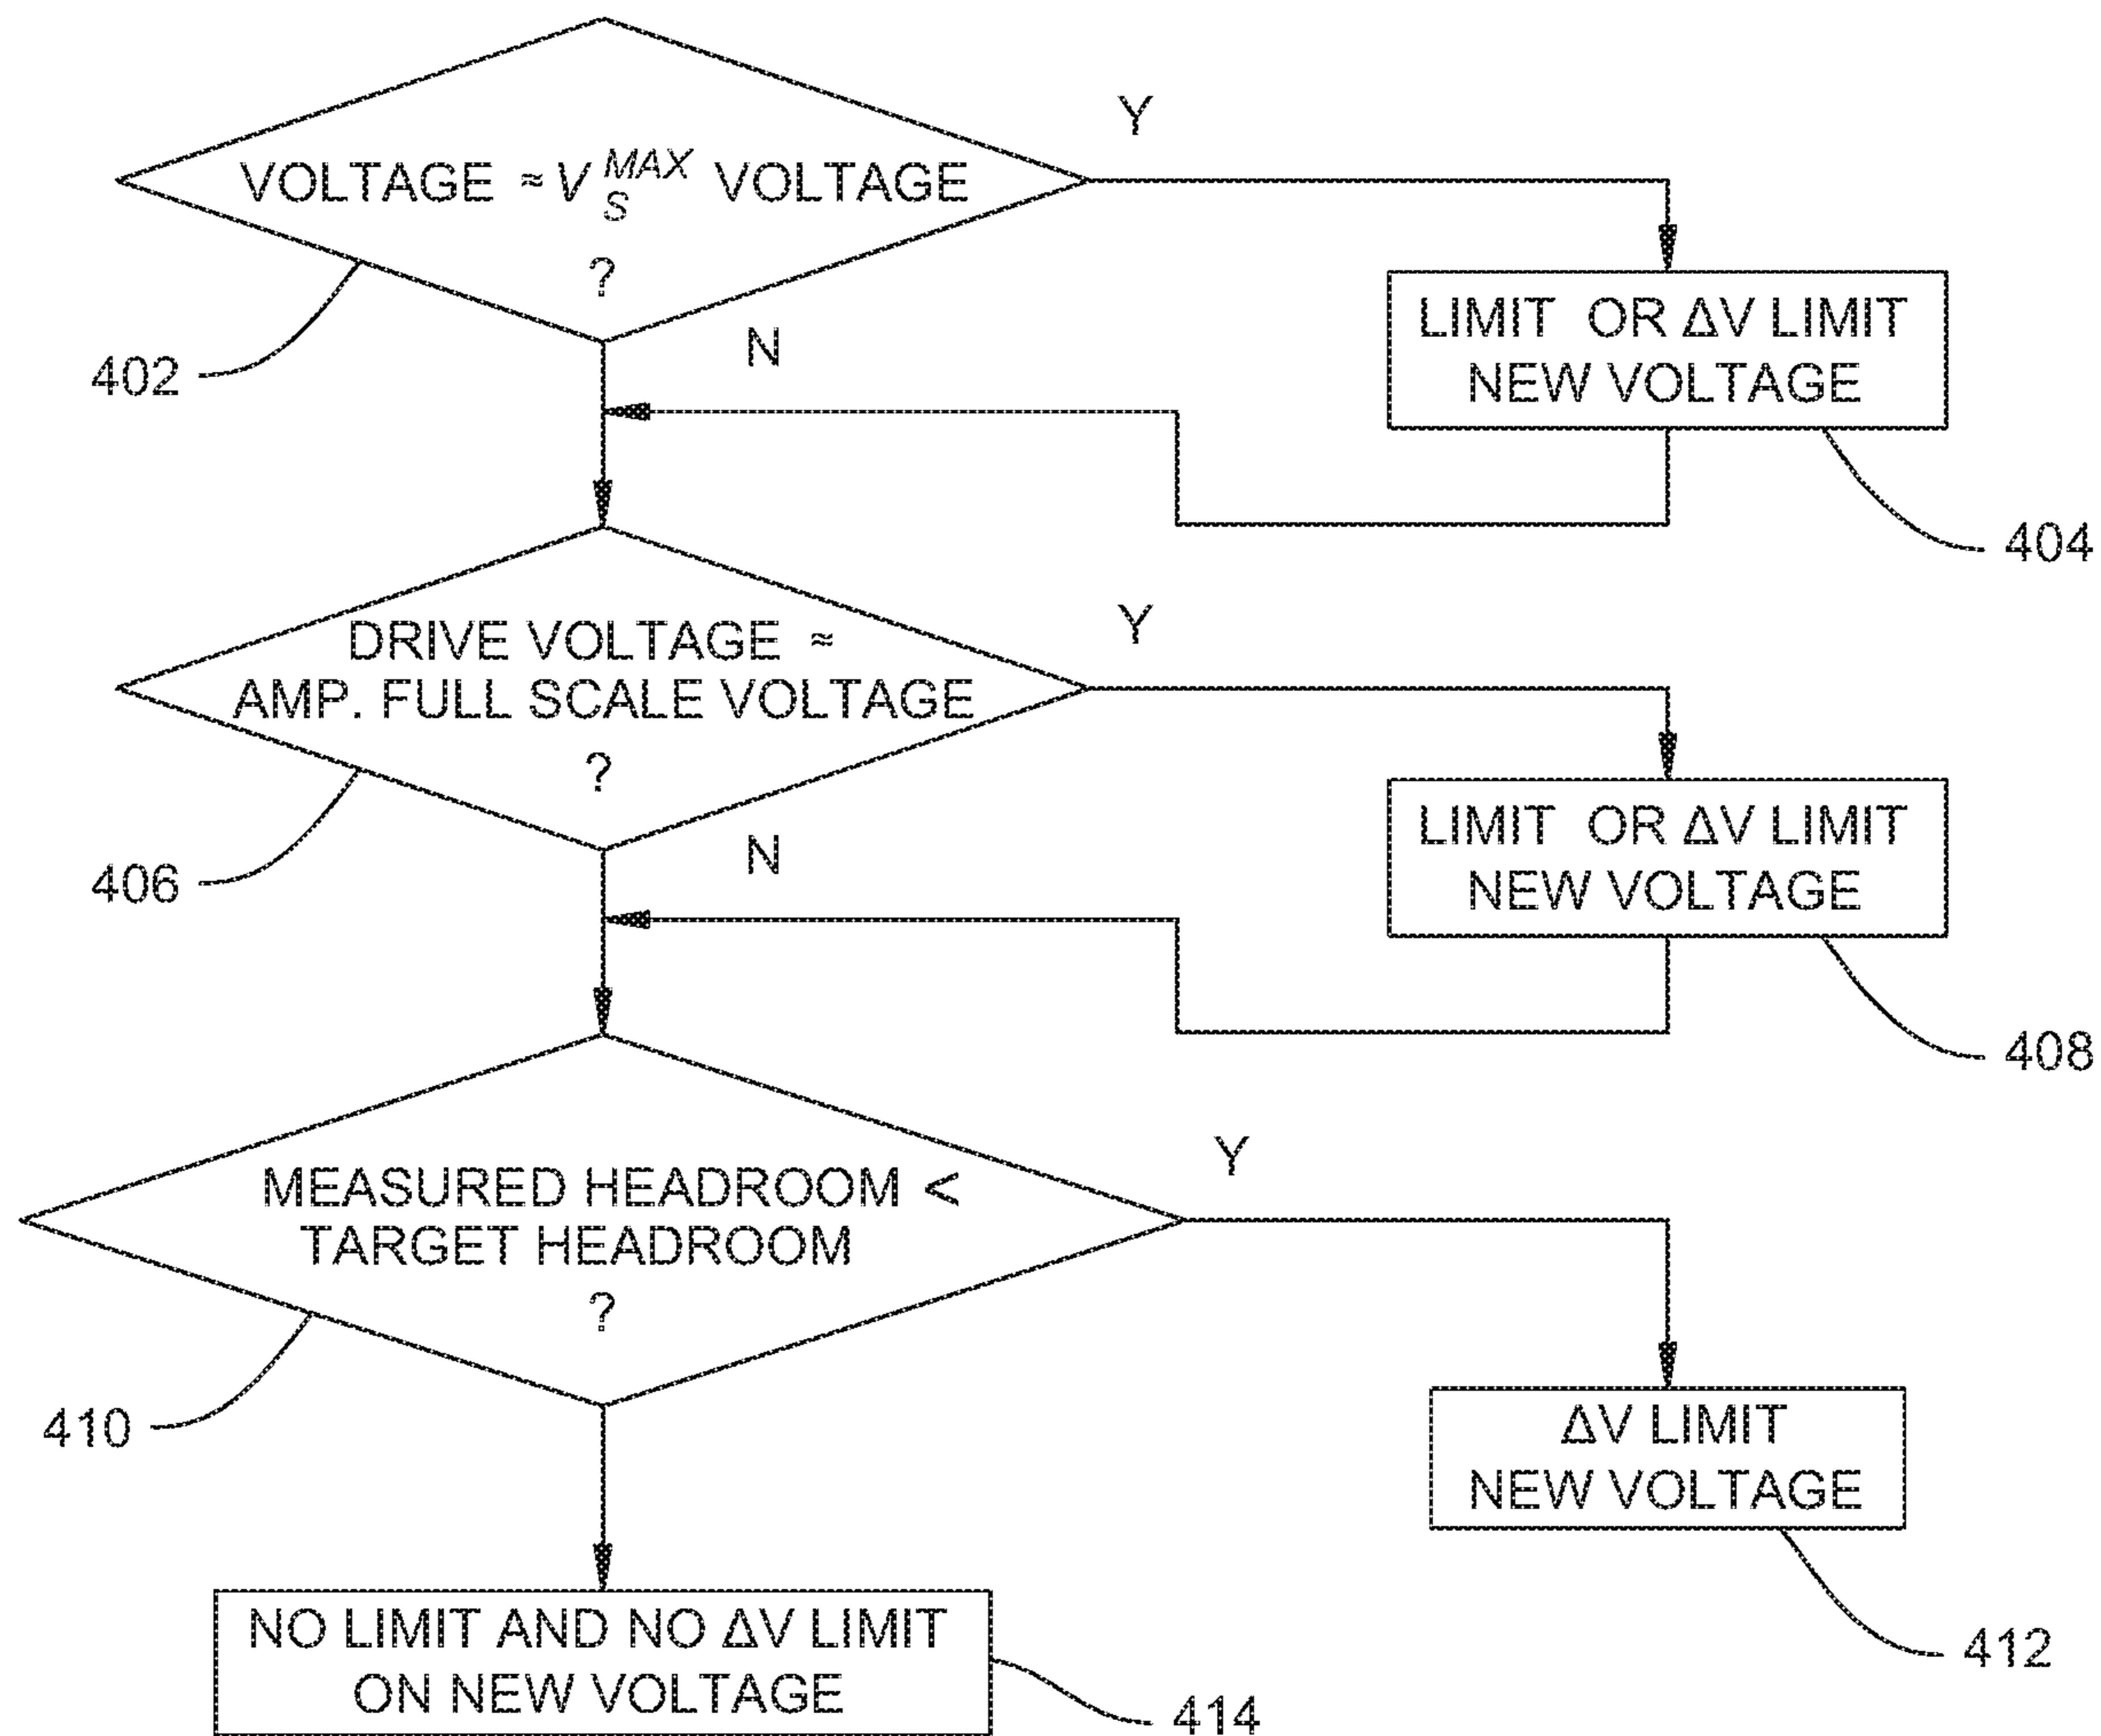 VOLTAGE ≈ V_S^MAX VOLTAGE
?
Y
N
402
LIMIT OR ΔV LIMIT
NEW VOLTAGE
404
DRIVE VOLTAGE ≈
AMP. FULL SCALE VOLTAGE
?
Y
N
406
LIMIT OR ΔV LIMIT
NEW VOLTAGE
408
MEASURED HEADROOM <
TARGET HEADROOM
?
Y
410
ΔV LIMIT
NEW VOLTAGE
412
NO LIMIT AND NO ΔV LIMIT
ON NEW VOLTAGE
414